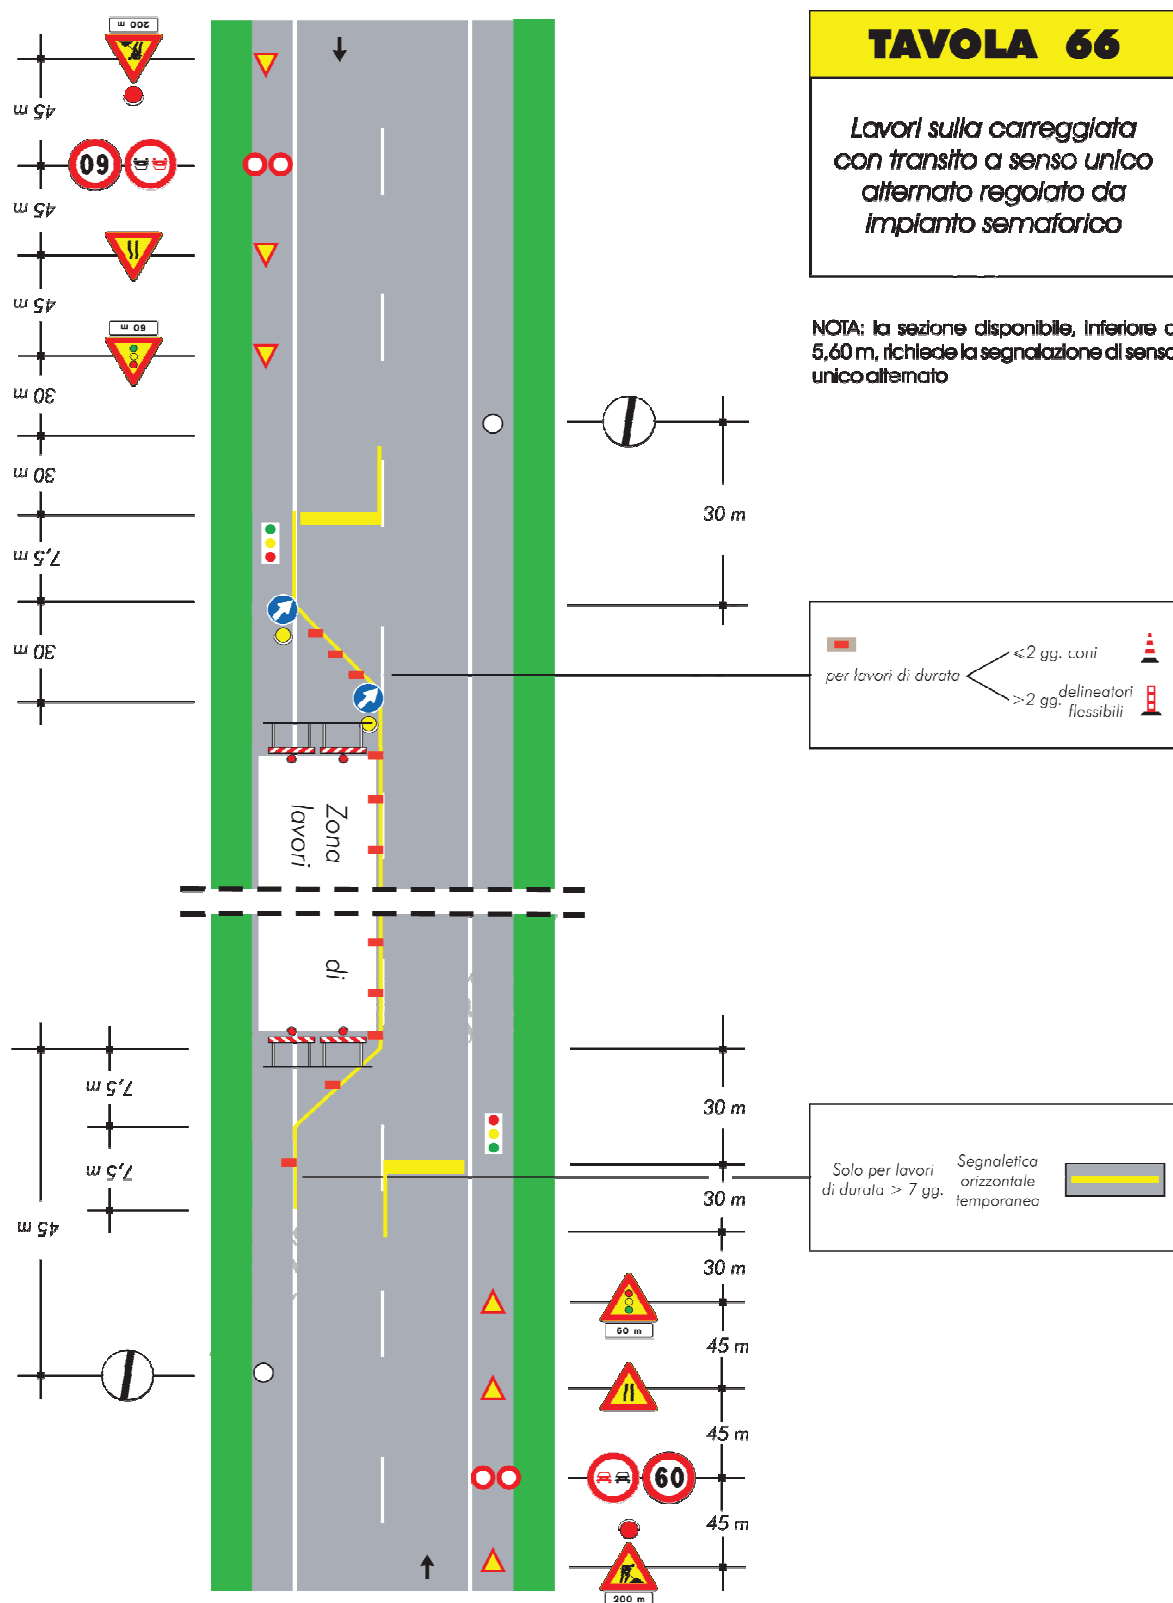 TAVOLA 66
Lavori sulla carreggiata
con transito a senso unico
alternato regolato da
impianto semaforico
NOTA: la sezione disponibile, inferiore a
5,60 m, richiede la segnalazione di senso
unico alternato
200 m
45 m
60
45 m
45 m
60 m
30 m
30 m
7,5 m
30 m
30 m
per lavori di durata
⩽2 gg. coni
>2 gg. delineatori
flessibili
Zona
lavori
di
7,5 m
7,5 m
45 m
30 m
30 m
30 m
Solo per lavori
di durata > 7 gg.
Segnaletica
orizzontale
temporanea
60 m
45 m
45 m
60
45 m
200 m